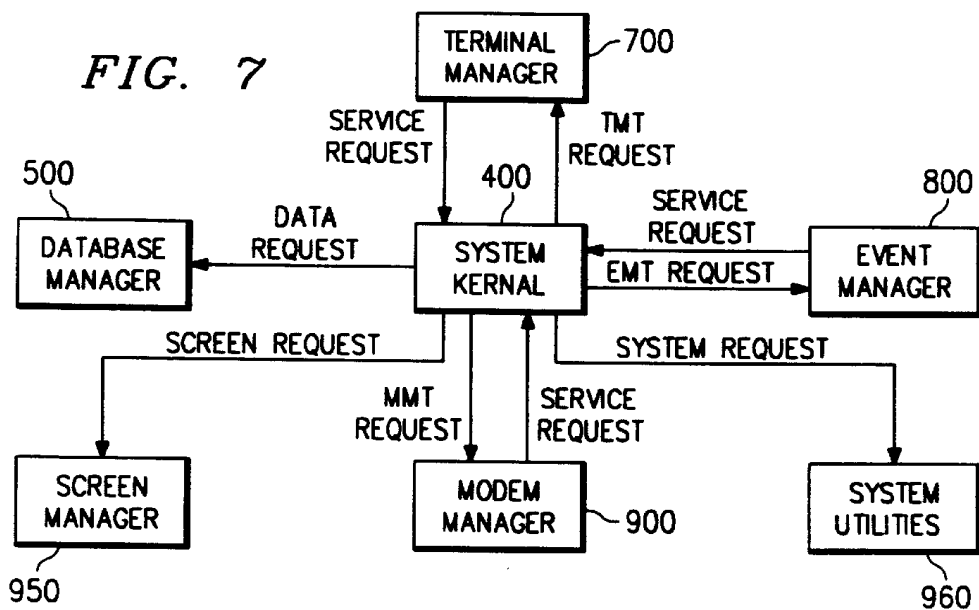 FIG. 7
TERMINAL
MANAGER
700
SERVICE
REQUEST
TMT
REQUEST
500
400
800
DATABASE
MANAGER
DATA
REQUEST
SYSTEM
KERNAL
SERVICE
REQUEST
EMT REQUEST
EVENT
MANAGER
SCREEN REQUEST
SYSTEM REQUEST
MMT
REQUEST
SERVICE
REQUEST
SCREEN
MANAGER
950
MODEM
MANAGER
900
SYSTEM
UTILITIES
960